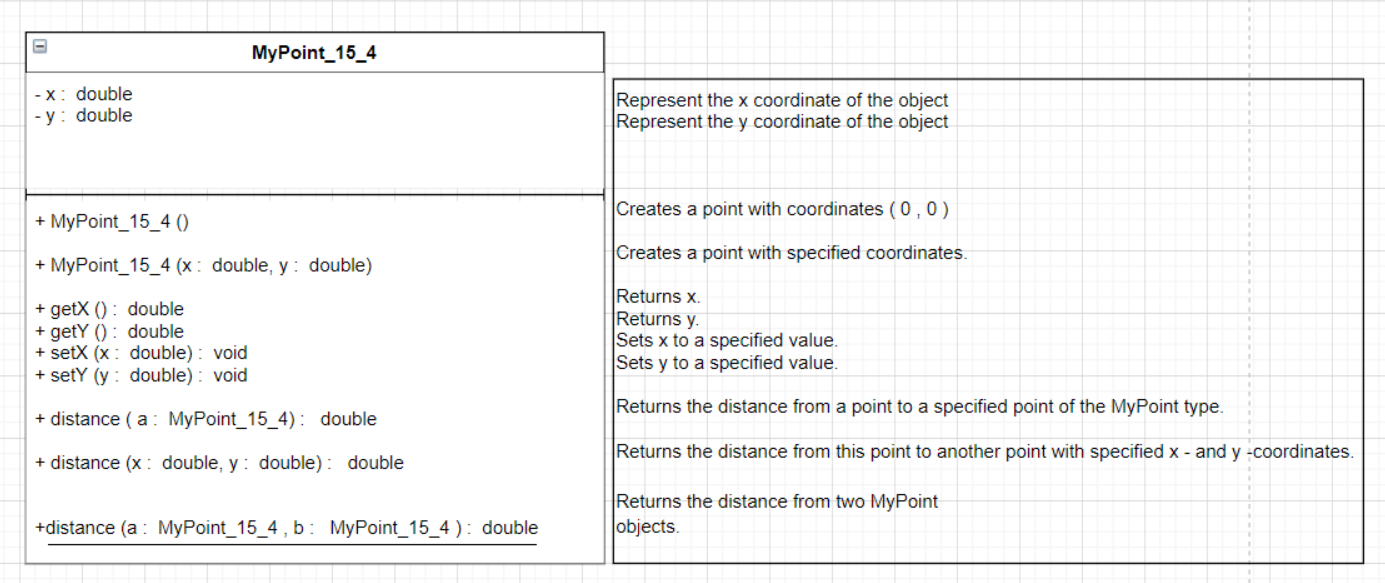 MyPoint_15_4
- x : double
- y : double
+ MyPoint_15_4 ()
+ MyPoint_15_4 (x : double, y : double)
+ getX () : double
+ getY () : double
+ setX (x : double) : void
+ setY (y : double) : void
+ distance ( a : MyPoint_15_4) : double
+ distance (x : double, y : double) : double
+distance (a : MyPoint_15_4 , b : MyPoint_15_4 ) : double
Represent the x coordinate of the object
Represent the y coordinate of the object
Creates a point with coordinates ( 0 , 0 )
Creates a point with specified coordinates.
Returns x.
Returns y.
Sets x to a specified value.
Sets y to a specified value.
Returns the distance from a point to a specified point of the MyPoint type.
Returns the distance from this point to another point with specified x - and y -coordinates.
Returns the distance from two MyPoint
objects.